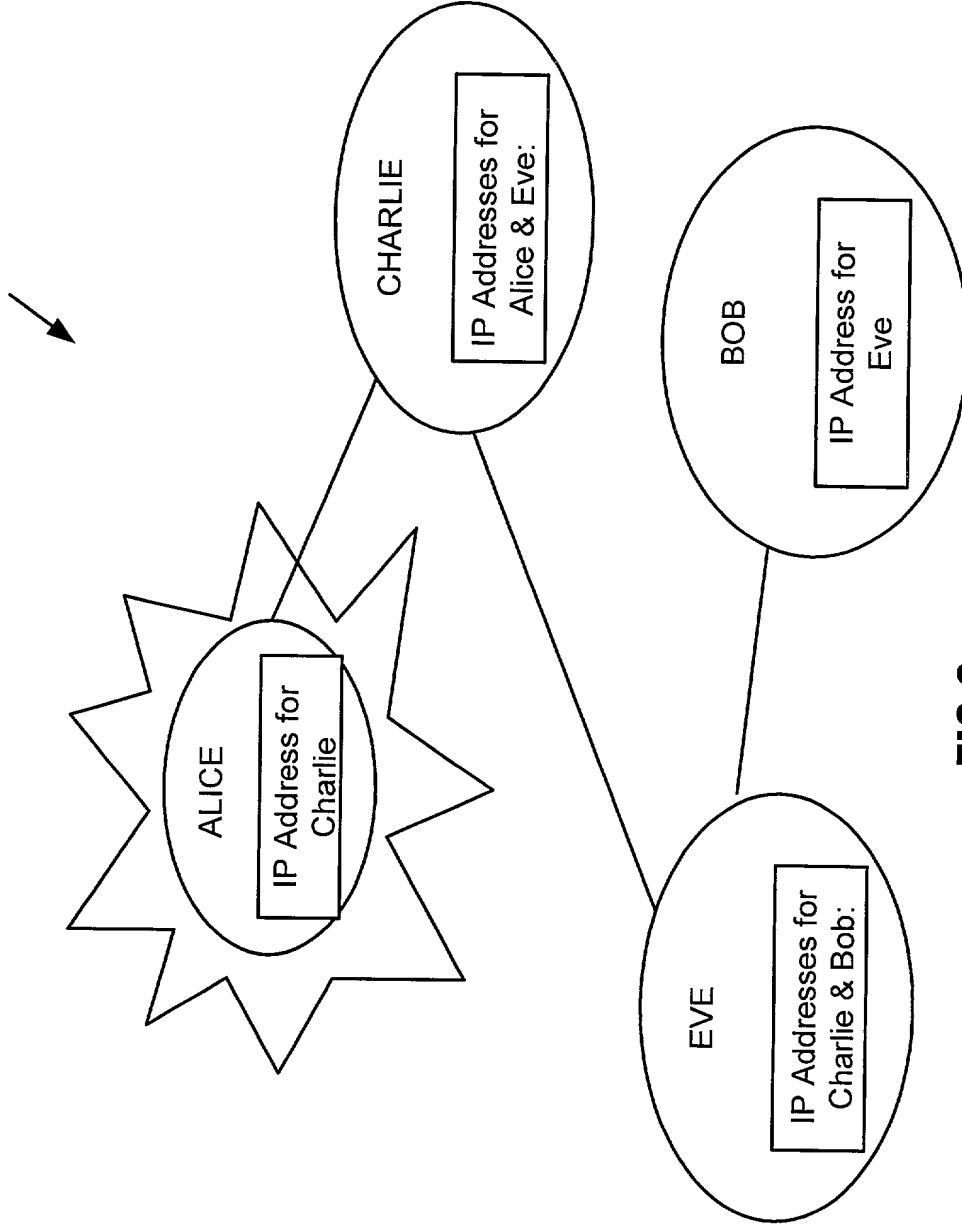 ALICE
IP Address for
Charlie
CHARLIE
IP Addresses for
Alice & Eve:
EVE
IP Addresses for
Charlie & Bob:
BOB
IP Address for
Eve